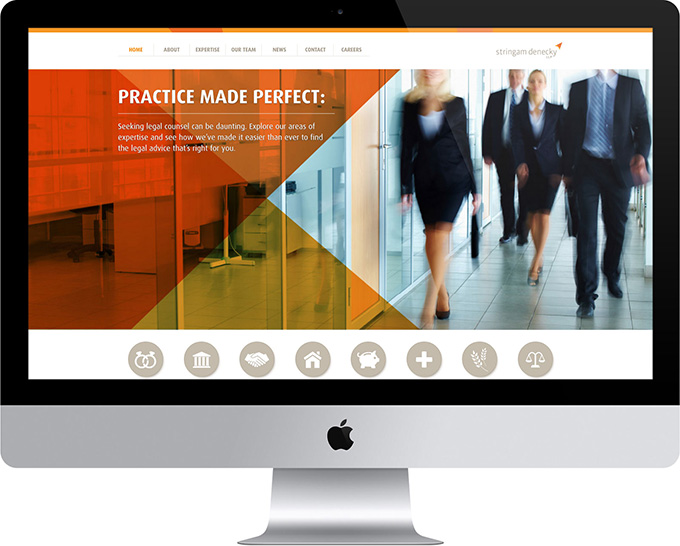 HOME ABOUT EXPERTISE OUR TEAM NEWS CONTACT CAREERS
stringam denecky
PRACTICE MADE PERFECT:
Seeking legal counsel can be daunting. Explore our areas of
expertise and see how we've made it easier than ever to find
the legal advice that's right for you.